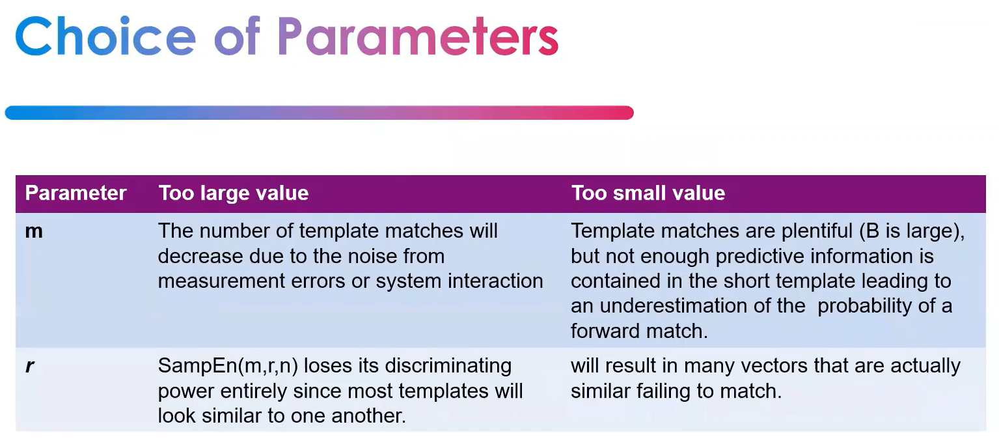 Choice of Parameters
Parameter Too large value Too small value
m
The number of template matches will
decrease due to the noise from
measurement errors or system interaction
Template matches are plentiful (B is large),
but not enough predictive information is
contained in the short template leading to
an underestimation of the  probability of a
forward match.
r
SampEn(m,r,n) loses its discriminating
power entirely since most templates will
look similar to one another.
will result in many vectors that are actually
similar failing to match.